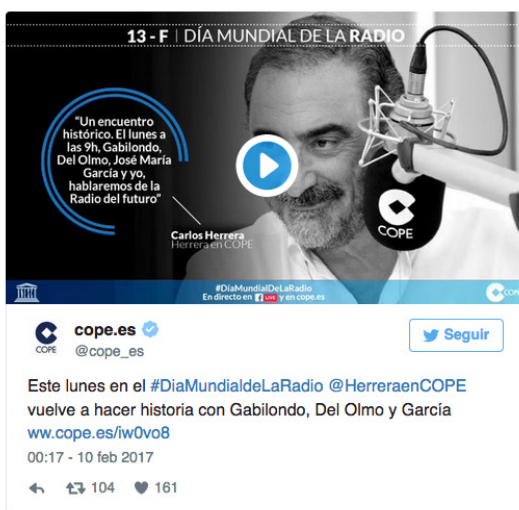 13 - F | DÍA MUNDIAL DE LA RADIO
"Un encuentro
histórico. El lunes a
las 9h, Gabilondo,
Del Olmo, José María
García y yo,
hablaremos de la
Radio del futuro"
Carlos Herrera
Herrera en COPE
COPE
#DíaMundialDeLaRadio
En directo en f LIVE y en cope.es
COPE
cope.es
@cope_es
COPE
Seguir
Este lunes en el #DiaMundialdeLaRadio @HerreraenCOPE
vuelve a hacer historia con Gabilondo, Del Olmo y García
ww.cope.es/iw0vo8
00:17 - 10 feb 2017
104 161